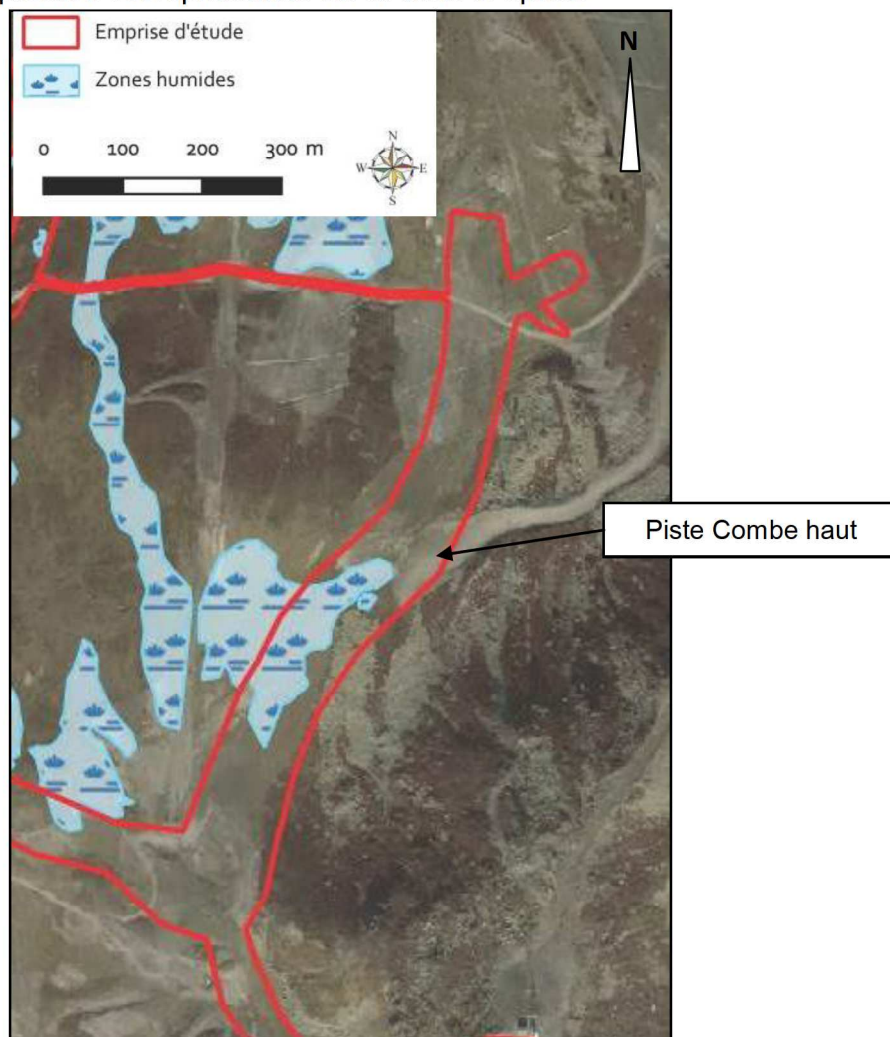 Emprise d'étude
N
Zones humides
0 100 200 300 m
N
W E
S
Piste Combe haut